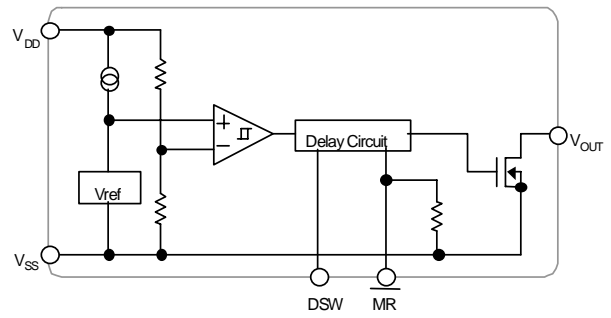 VDD
Delay Circuit
VOUT
Vref
VSS
DSW
MR